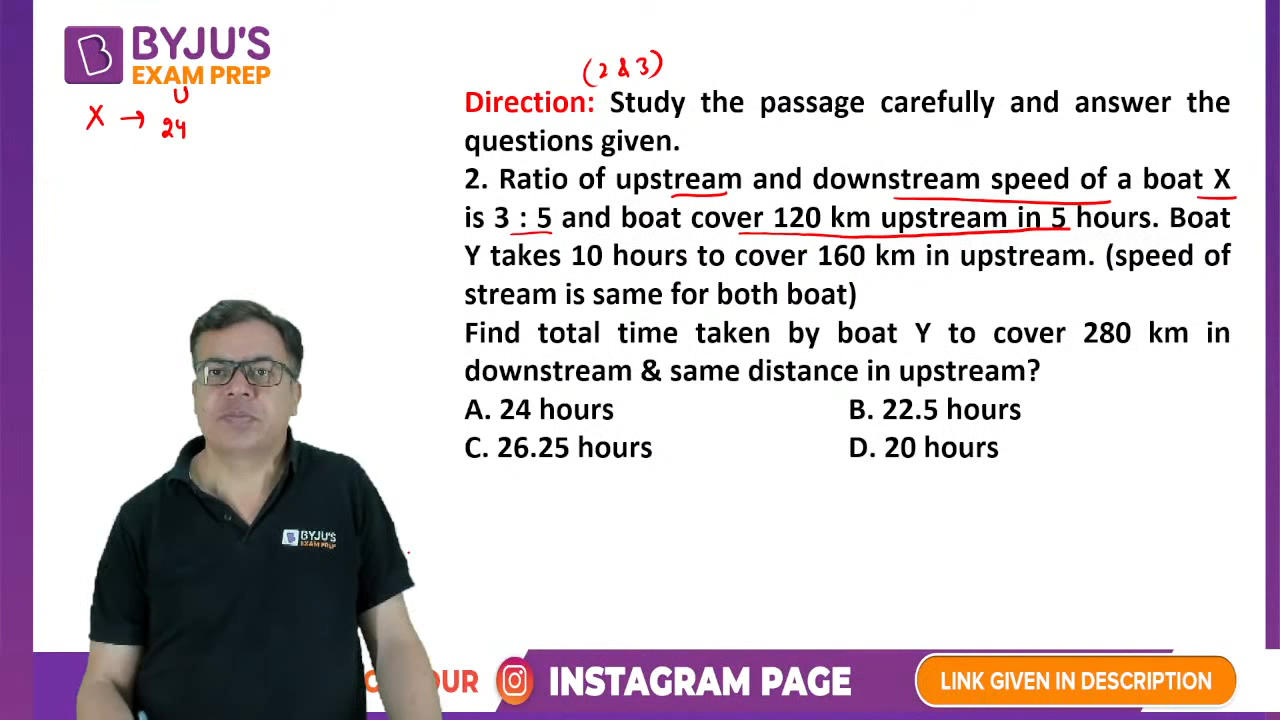 BYJU'S
EXAM PREP
U
X → 24
(2 & 3)
Direction: Study the passage carefully and answer the
questions given.
2. Ratio of upstream and downstream speed of a boat X
is 3 : 5 and boat cover 120 km upstream in 5 hours. Boat
Y takes 10 hours to cover 160 km in upstream. (speed of
stream is same for both boat)
Find total time taken by boat Y to cover 280 km in
downstream & same distance in upstream?
A. 24 hours B. 22.5 hours
C. 26.25 hours D. 20 hours
BYJU'S
EXAM PREP
OUR INSTAGRAM PAGE
LINK GIVEN IN DESCRIPTION